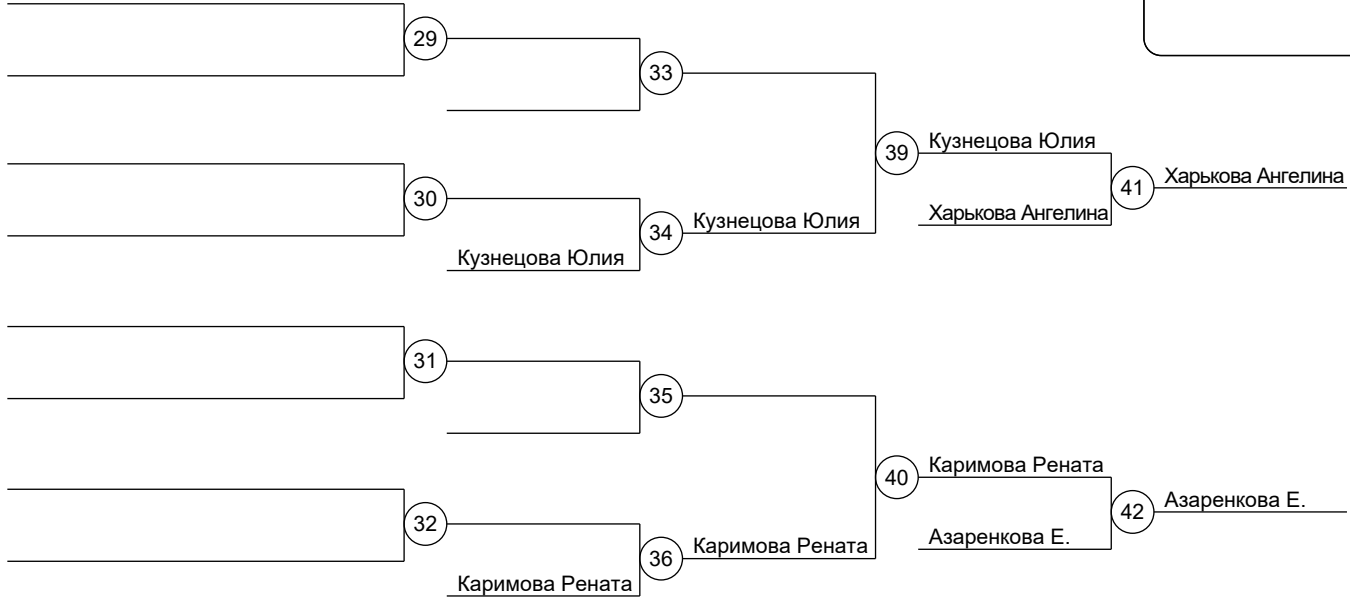 29
33
39
Кузнецова Юлия
41
Харькова Ангелина
Харькова Ангелина
30
34
Кузнецова Юлия
Кузнецова Юлия
31
35
40
Каримова Рената
42
Азаренкова Е.
Азаренкова Е.
32
36
Каримова Рената
Каримова Рената